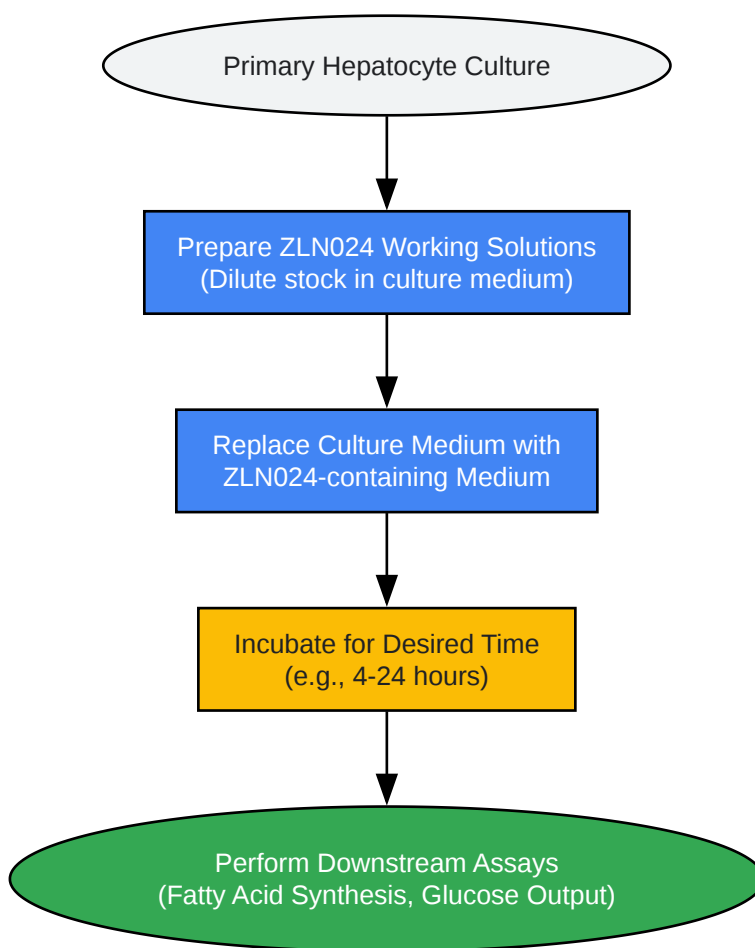 Primary Hepatocyte Culture
Prepare ZLN024 Working Solutions
(Dilute stock in culture medium)
Replace Culture Medium with
ZLN024-containing Medium
Incubate for Desired Time
(e.g., 4-24 hours)
Perform Downstream Assays
(Fatty Acid Synthesis, Glucose Output)